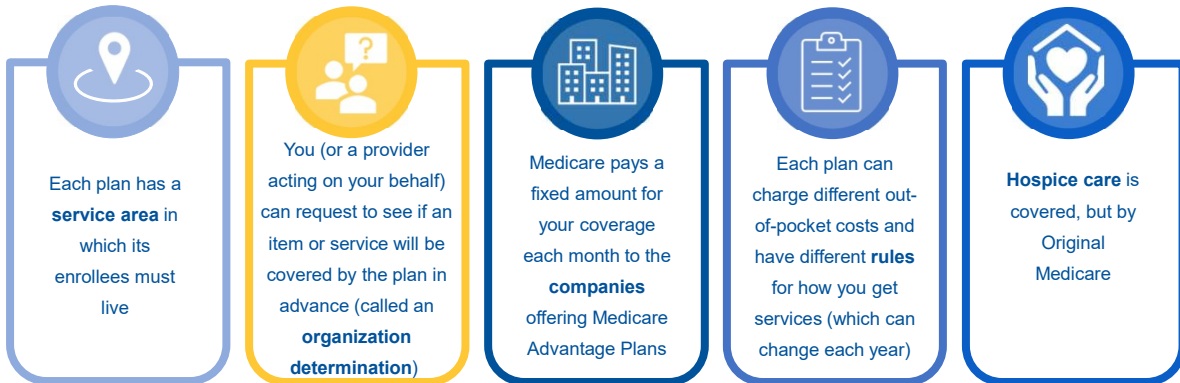 Each plan has a
service area in
which its
enrollees must
live
?
You (or a provider
acting on your behalf)
can request to see if an
item or service will be
covered by the plan in
advance (called an
organization
determination)
Medicare pays a
fixed amount for
your coverage
each month to the
companies
offering Medicare
Advantage Plans
Each plan can
charge different out-
of-pocket costs and
have different rules
for how you get
services (which can
change each year)
Hospice care is
covered, but by
Original
Medicare